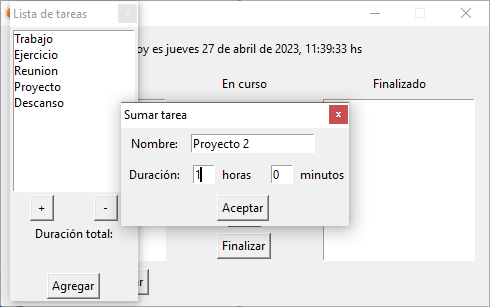 Lista de tareas
x
oy es jueves 27 de abril de 2023, 11:39:33 hs
Trabajo
Ejercicio
Reunion
Proyecto
Descanso
En curso
Finalizado
Sumar tarea
x
Nombre:
Proyecto 2
Duración:
1
horas
0
minutos
Aceptar
+
-
Duración total:
Finalizar
Agregar
ar